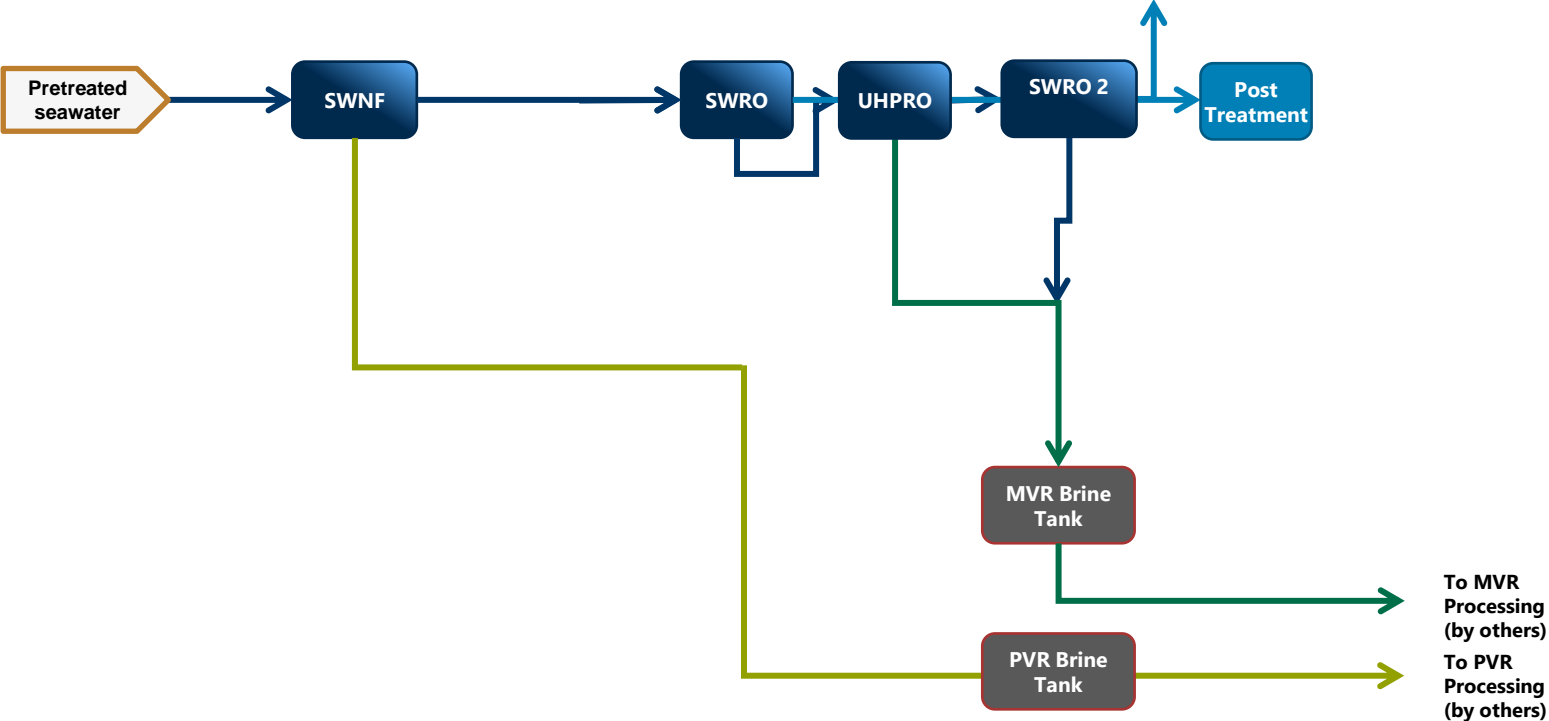 Pretreated
seawater
SWNF
SWRO
UHPRO
SWRO 2
Post
Treatment
MVR Brine
Tank
To MVR
Processing
(by others)
PVR Brine
Tank
To PVR
Processing
(by others)